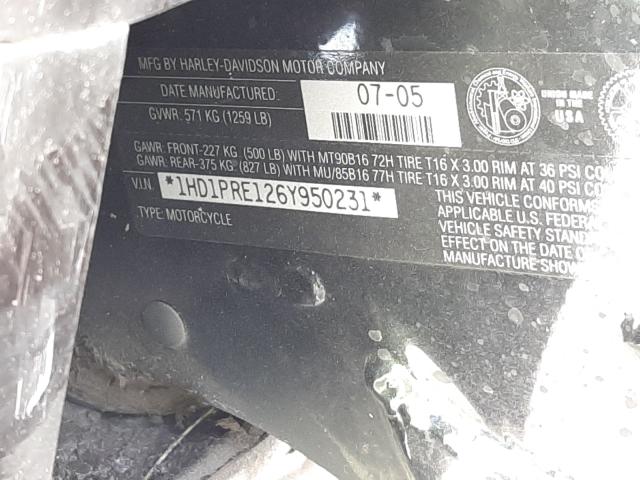 MFG BY HARLEY-DAVIDSON MOTOR COMPANY
DATE MANUFACTURED: 07-05
GVWR: 571 KG (1259 LB)
UNION MADE
IN THE
USA
GAWR: FRONT-227 KG (500 LB) WITH MT90B16 72H TIRE T16 X 3.00 RIM AT 36 PSI CO
GAWR: REAR-375 KG (827 LB) WITH MU/85B16 77H TIRE T16 X 3.00 RIM AT 40 PSI CO
V.I.N. *1HD1PRE126Y950231*
THIS VEHICLE CONFORMS
APPLICABLE U.S. FEDERA
VEHICLE SAFETY STAND
EFFECT ON THE DATE O
MANUFACTURE SHOW
TYPE: MOTORCYCLE